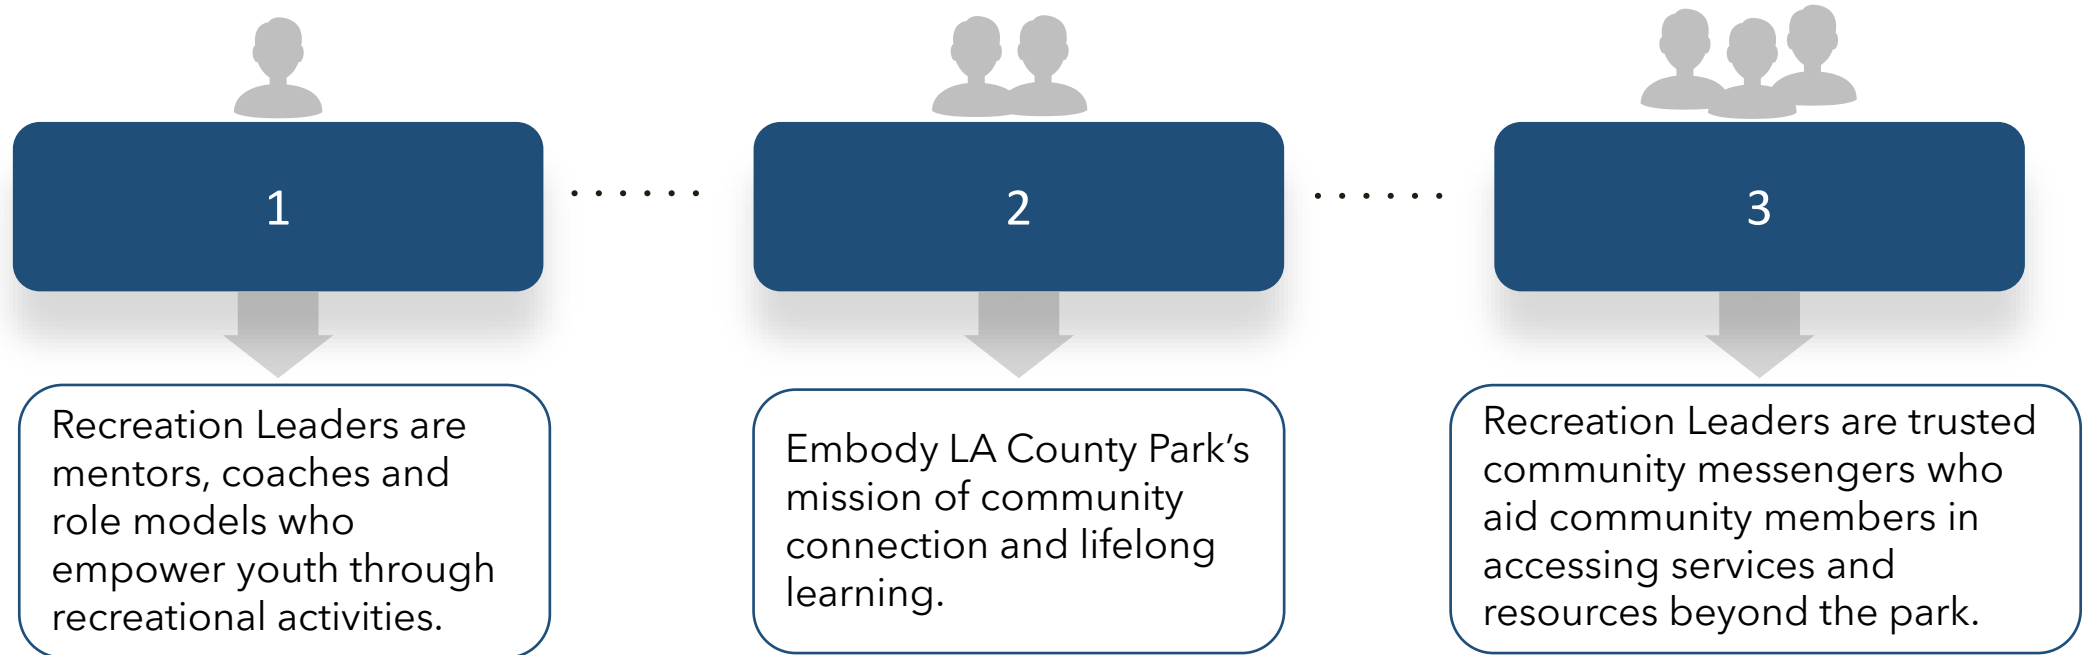 1
Recreation Leaders are
mentors, coaches and
role models who
empower youth through
recreational activities.
2
Embody LA County Park’s
mission of community
connection and lifelong
learning.
3
Recreation Leaders are trusted
community messengers who
aid community members in
accessing services and
resources beyond the park.